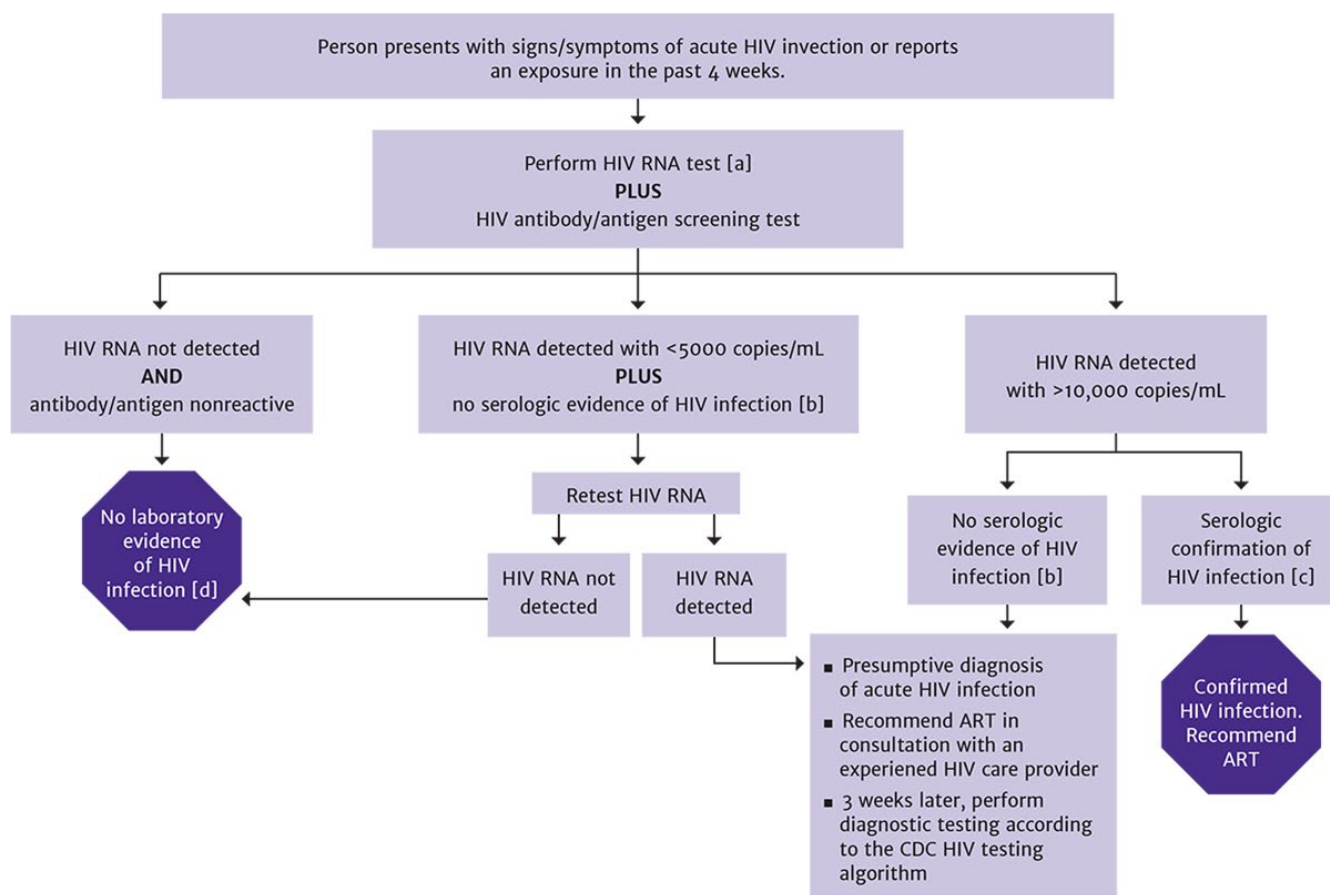 Person presents with signs/symptoms of acute HIV invection or reports
an exposure in the past 4 weeks.
Perform HIV RNA test [a]
PLUS
HIV antibody/antigen screening test
HIV RNA not detected
AND
antibody/antigen nonreactive
HIV RNA detected with <5000 copies/mL
PLUS
no serologic evidence of HIV infection [b]
HIV RNA detected
with >10,000 copies/mL
No laboratory
evidence
of HIV
infection [d]
Retest HIV RNA
HIV RNA not
detected
HIV RNA
detected
No serologic
evidence of HIV
infection [b]
Serologic
confirmation of
HIV infection [c]
▪ Presumptive diagnosis
of acute HIV infection
▪ Recommend ART in
consultation with an
experiened HIV care provider
▪ 3 weeks later, perform
diagnostic testing according
to the CDC HIV testing
algorithm
Confirmed
HIV infection.
Recommend
ART